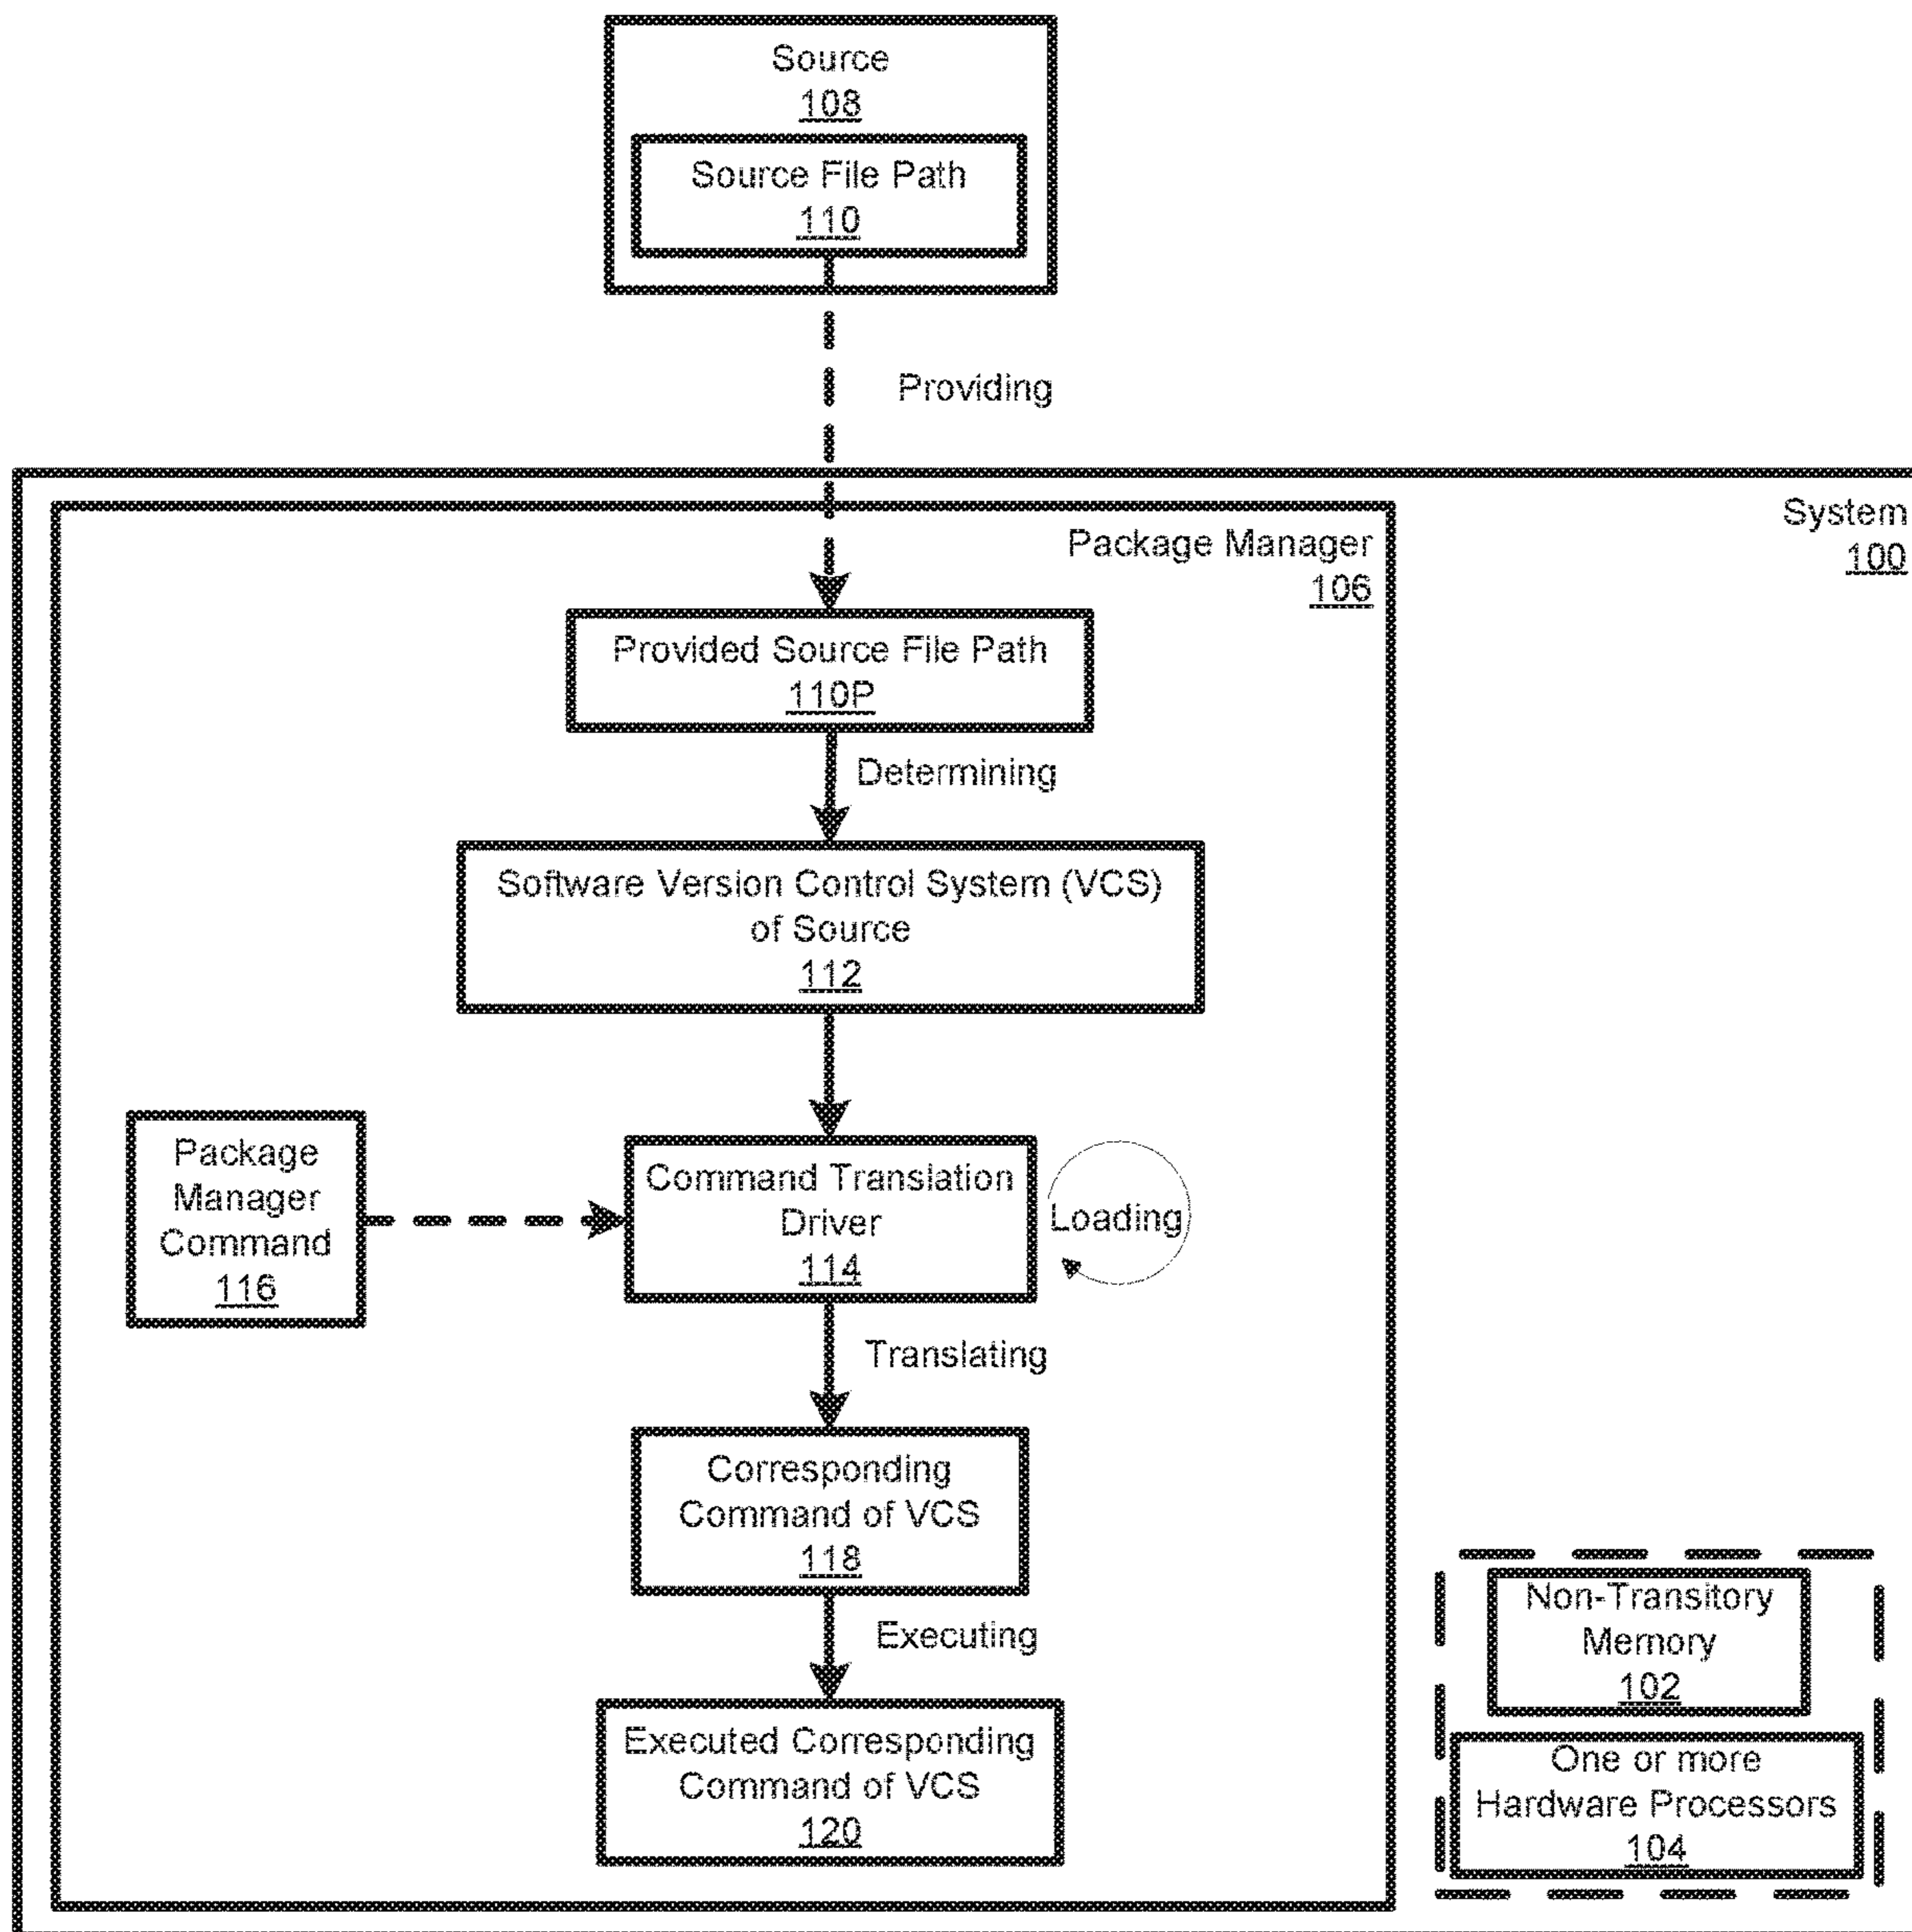 Source
108
Source File Path
110
Providing
System
100
Package Manager
106
Provided Source File Path
110P
Determining
Software Version Control System (VCS)
of Source
112
Package
Manager
Command
116
Command Translation
Driver
114
Loading
Translating
Corresponding
Command of VCS
118
Executing
Executed Corresponding
Command of VCS
120
Non-Transitory
Memory
102
One or more
Hardware Processors
104